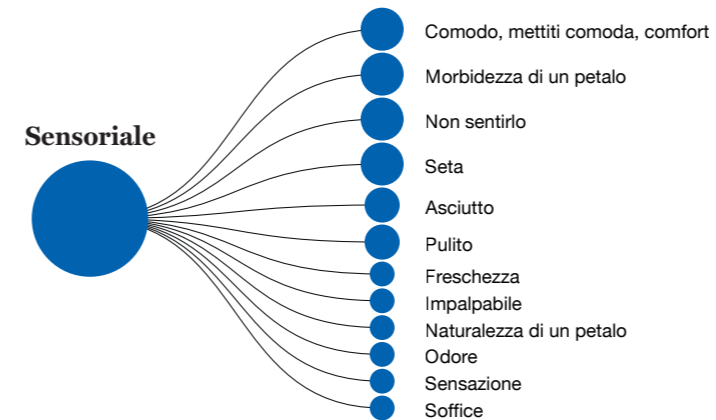 Sensoriale
Comodo, mettiti comoda, comfort
Morbidezza di un petalo
Non sentirlo
Seta
Asciutto
Pulito
Freschezza
Impalpabile
Naturalezza di un petalo
Odore
Sensazione
Soffice